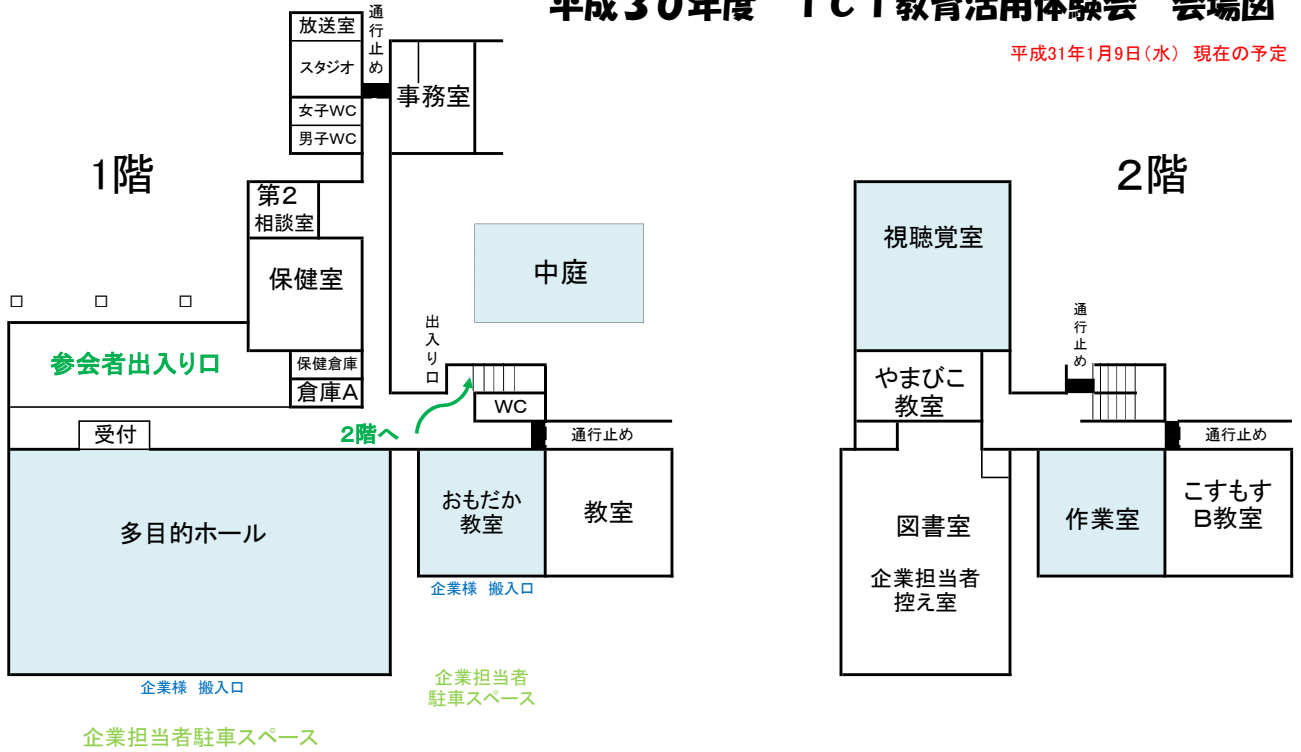 平成30年度　ICT教育活用体験会　会場図
平成31年1月9日(水) 現在の予定
1階
放送室
スタジオ
女子WC
男子WC
通行止め
事務室
第2
相談室
保健室
保健倉庫
倉庫A
中庭
出入り口
参会者出入り口
受付
2階へ
WC
通行止め
多目的ホール
おもだか
教室
教室
企業様 搬入口
企業様 搬入口
企業担当者
駐車スペース
企業担当者駐車スペース
2階
視聴覚室
やまびこ
教室
通行止め
通行止め
図書室
企業担当者
控え室
作業室
こすもす
B教室